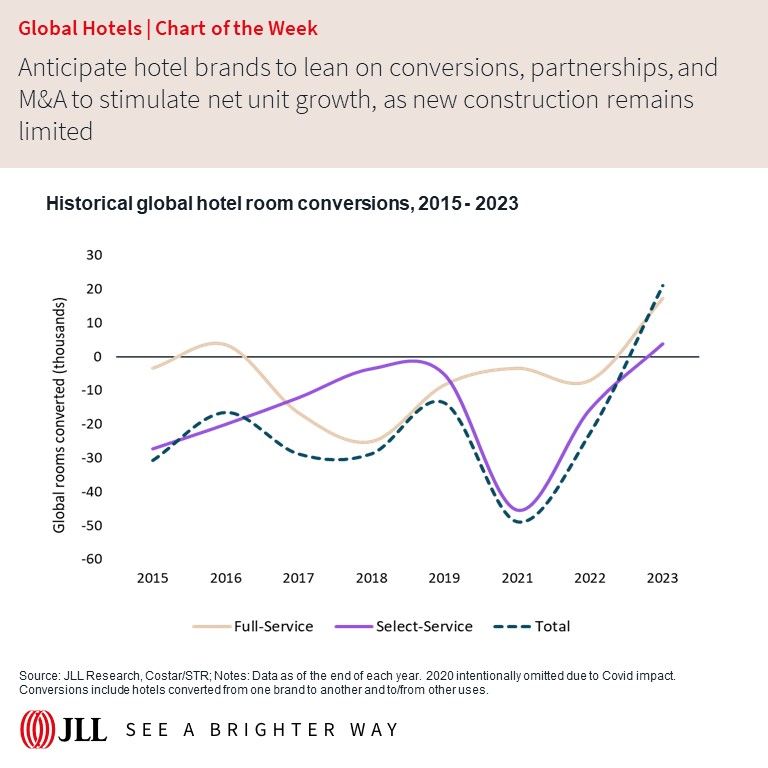 Global Hotels | Chart of the Week
Anticipate hotel brands to lean on conversions, partnerships, and
M&A to stimulate net unit growth, as new construction remains
limited
Historical global hotel room conversions, 2015 - 2023
Global rooms converted (thousands)
30
20
10
0
-10
-20
-30
-40
-50
-60
2015 2016 2017 2018 2019 2021 2022 2023
Full-Service Select-Service Total
Source: JLL Research, Costar/STR; Notes: Data as of the end of each year. 2020 intentionally omitted due to Covid impact.
Conversions include hotels converted from one brand to another and to/from other uses.
JLL SEE A BRIGHTER WAY